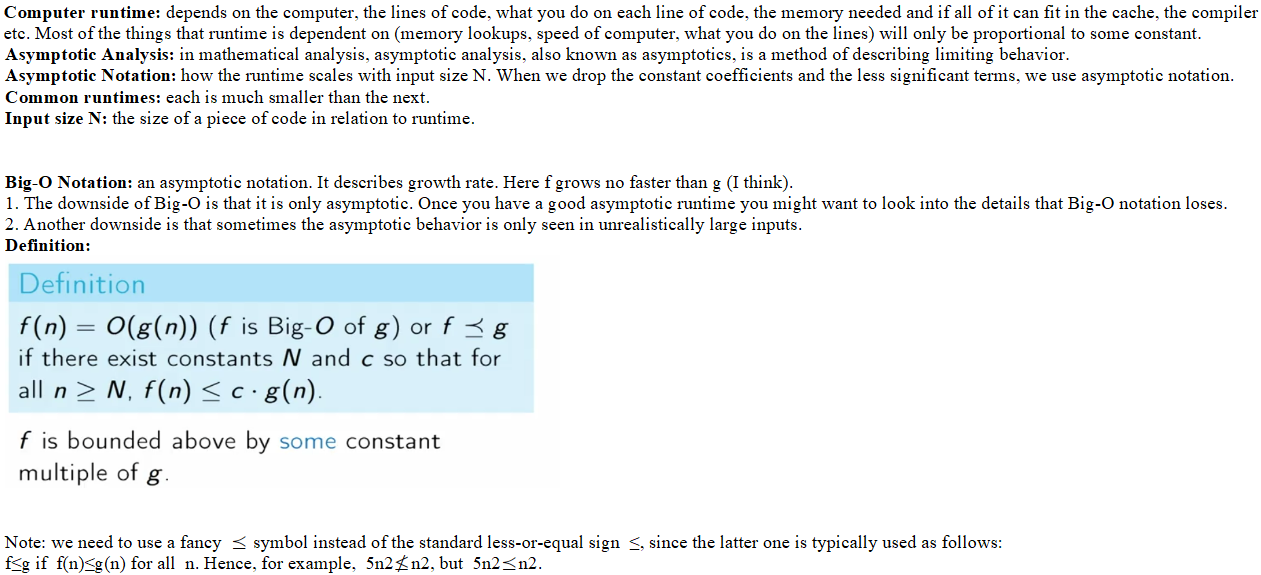 Computer runtime: depends on the computer, the lines of code, what you do on each line of code, the memory needed and if all of it can fit in the cache, the compiler
etc. Most of the things that runtime is dependent on (memory lookups, speed of computer, what you do on the lines) will only be proportional to some constant.
Asymptotic Analysis: in mathematical analysis, asymptotic analysis, also known as asymptotics, is a method of describing limiting behavior.
Asymptotic Notation: how the runtime scales with input size N. When we drop the constant coefficients and the less significant terms, we use asymptotic notation.
Common runtimes: each is much smaller than the next.
Input size N: the size of a piece of code in relation to runtime.
Big-O Notation: an asymptotic notation. It describes growth rate. Here f grows no faster than g (I think).
1. The downside of Big-O is that it is only asymptotic. Once you have a good asymptotic runtime you might want to look into the details that Big-O notation loses.
2. Another downside is that sometimes the asymptotic behavior is only seen in unrealistically large inputs.
Definition:
Definition
f(n) = O(g(n)) (f is Big-O of g) or f ⪯ g
if there exist constants N and c so that for
all n ≥ N, f(n) ≤ c · g(n).
f is bounded above by some constant
multiple of g.
Note: we need to use a fancy ⪯ symbol instead of the standard less-or-equal sign ≤, since the latter one is typically used as follows:
f≤g if f(n)≤g(n) for all n. Hence, for example, 5n2≰n2, but 5n2⪯n2.